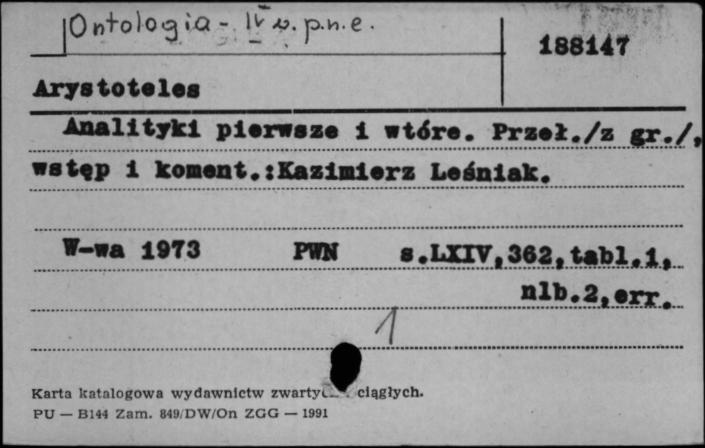 Ontologia - IV w. p.n.e.
188147
Arystoteles
Analityki pierwsze i wtóre. Przeł./z gr./,
wstęp i koment.:Kazimierz Leśniak.
W-wa 1973 PWN s.LXIV,362,tabl.1,
nlb.2,err.
1
Karta katalogowa wydawnictw ciągłych.
PU — B144 Zam. 849/DW/On ZGG — 1991